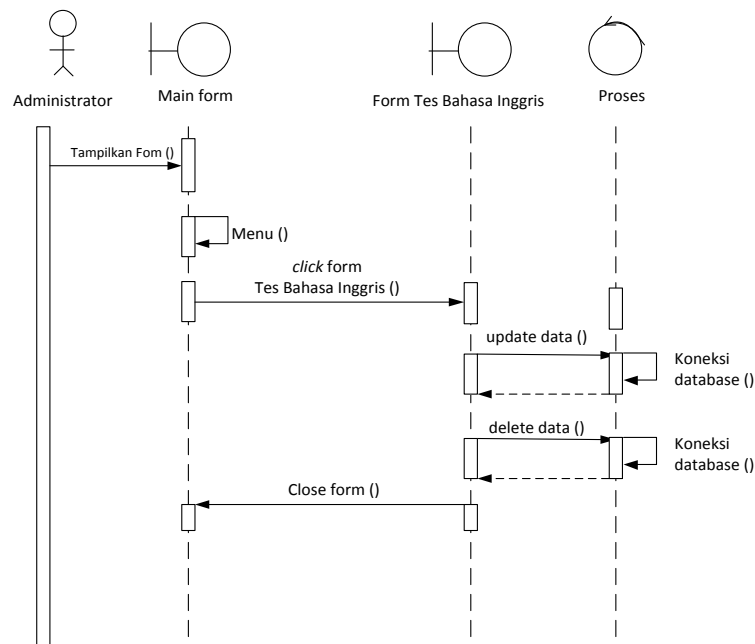 Administrator
Main form
Form Tes Bahasa Inggris
Proses
Tampilkan Fom ()
Menu ()
click form
Tes Bahasa Inggris ()
update data ()
Koneksi
database ()
delete data ()
Koneksi
database ()
Close form ()